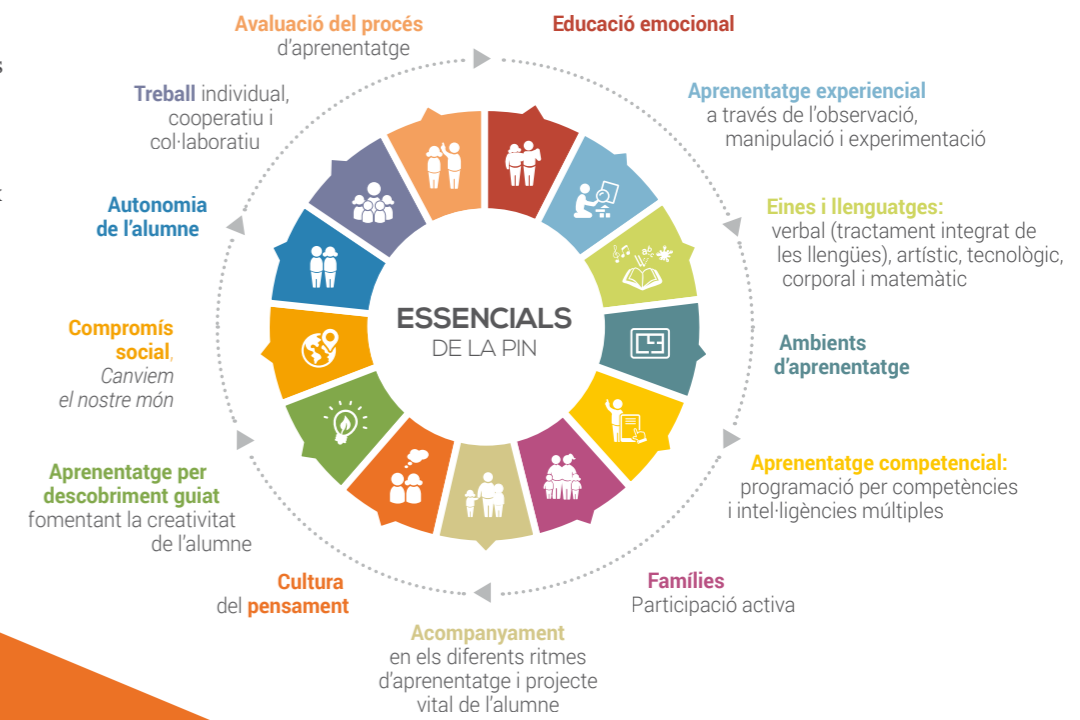 Avaluació del procés
d'aprenentatge
Educació emocional
Aprenentatge experiencial
a través de l'observació,
manipulació i experimentació
Eines i llenguatges:
verbal (tractament integrat de
les llengües), artístic, tecnològic,
corporal i matemàtic
Ambients
d'aprenentatge
Aprenentatge competencial:
programació per competències
i intel·ligències múltiples
Famílies
Participació activa
Acompanyament
en els diferents ritmes
d'aprenentatge i projecte
vital de l'alumne
Cultura
del pensament
Aprenentatge per
descobriment guiat
fomentant la creativitat
de l'alumne
Compromís
social,
Canviem
el nostre món
Autonomia
de l'alumne
Treball individual,
cooperatiu i
col·laboratiu
ESSENCIALS
DE LA PIN